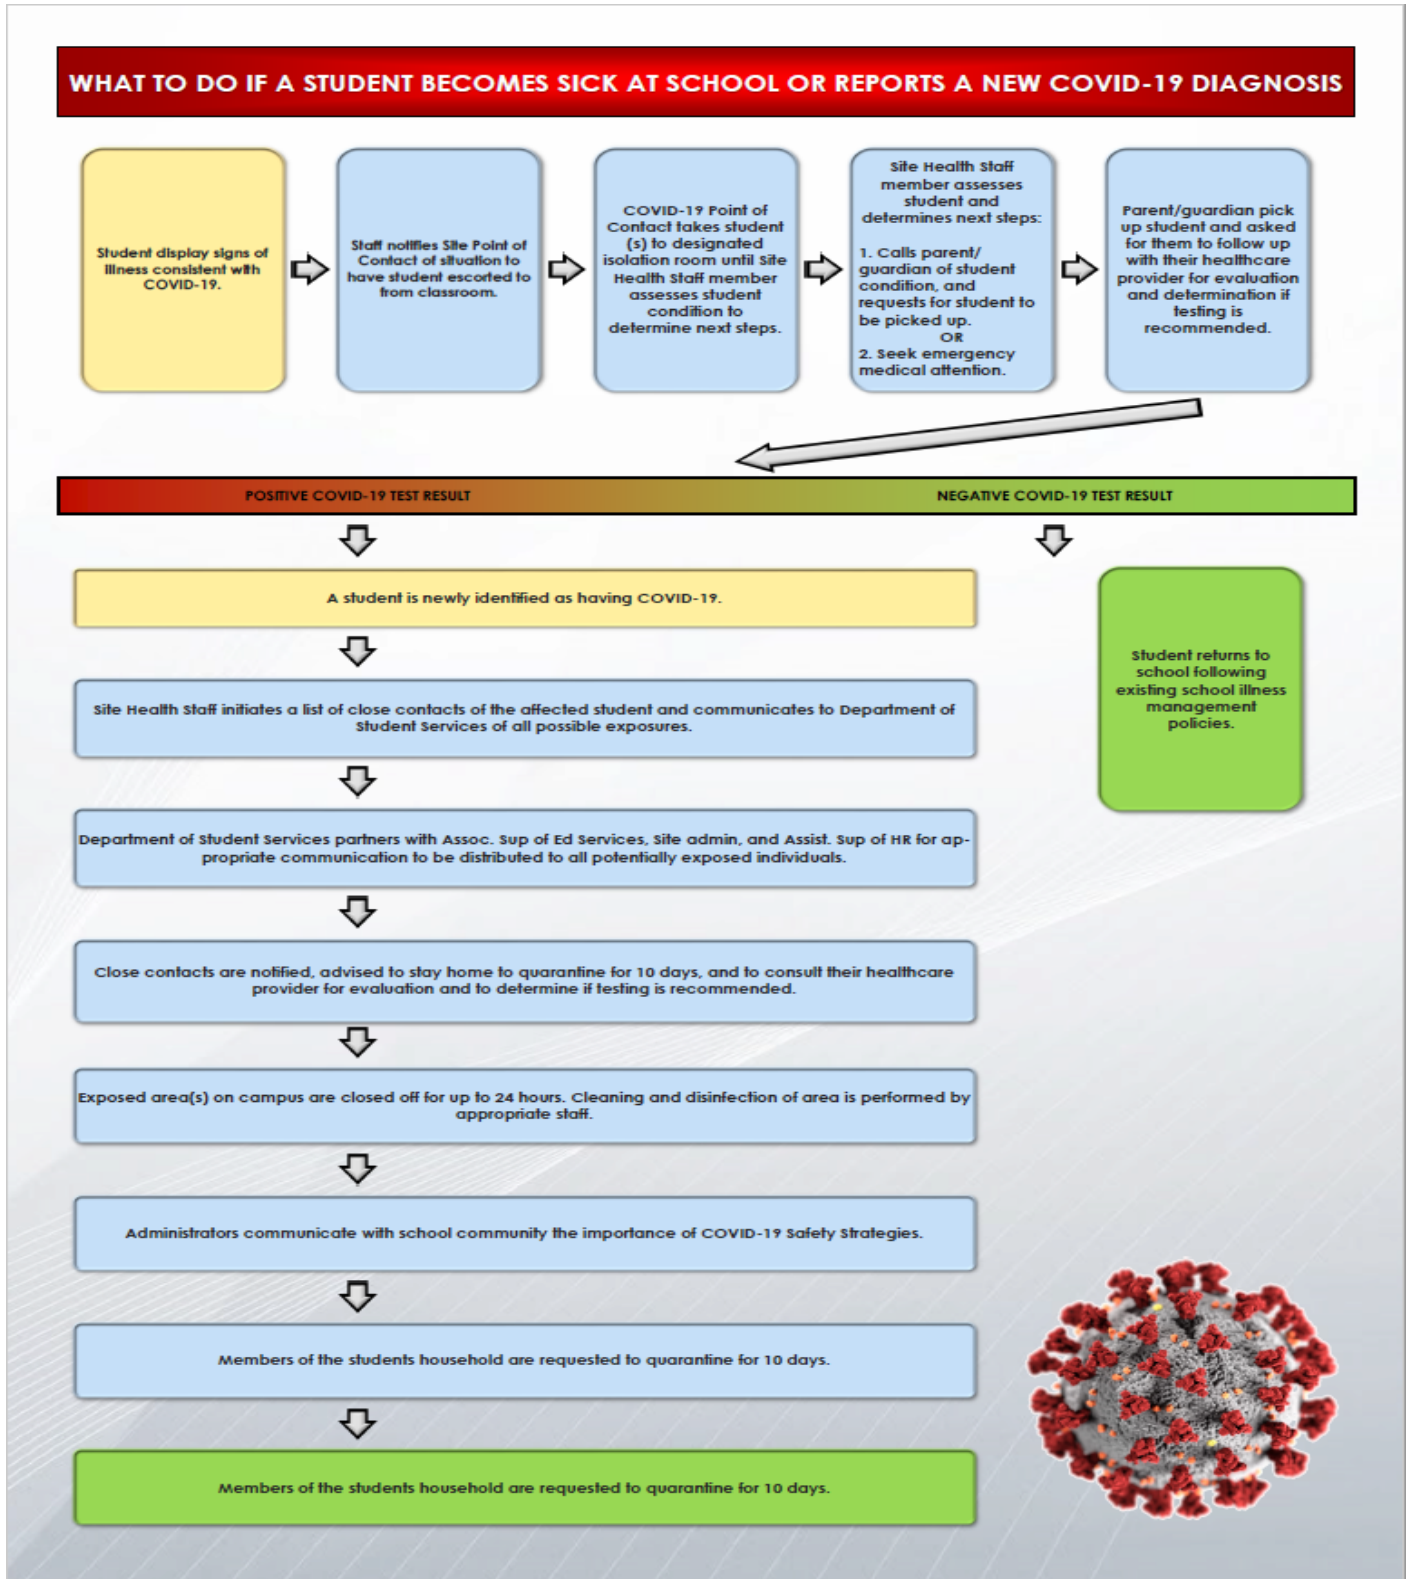 WHAT TO DO IF A STUDENT BECOMES SICK AT SCHOOL OR REPORTS A NEW COVID-19 DIAGNOSIS
Student display signs of
illness consistent with
COVID-19.
Staff notifies Site Point of
Contact of situation to
have student escorted to
from classroom.
COVID-19 Point of
Contact takes student
(s) to designated
isolation room until Site
Health Staff member
assesses student
condition to
determine next steps.
Site Health Staff
member assesses
student and
determines next steps:
1. Calls parent/
guardian of student
condition, and
requests for student to
be picked up.
OR
2. Seek emergency
medical attention.
Parent/guardian pick
up student and asked
for them to follow up
with their healthcare
provider for evaluation
and determination if
testing is
recommended.
POSITIVE COVID-19 TEST RESULT
NEGATIVE COVID-19 TEST RESULT
A student is newly identified as having COVID-19.
Site Health Staff initiates a list of close contacts of the affected student and communicates to Department of
Student Services of all possible exposures.
Department of Student Services partners with Assoc. Sup of Ed Services, Site admin, and Assist. Sup of HR for ap-
propriate communication to be distributed to all potentially exposed individuals.
Close contacts are notified, advised to stay home to quarantine for 10 days, and to consult their healthcare
provider for evaluation and to determine if testing is recommended.
Exposed area(s) on campus are closed off for up to 24 hours. Cleaning and disinfection of area is performed by
appropriate staff.
Administrators communicate with school community the importance of COVID-19 Safety Strategies.
Members of the students household are requested to quarantine for 10 days.
Members of the students household are requested to quarantine for 10 days.
Student returns to
school following
existing school illness
management
policies.